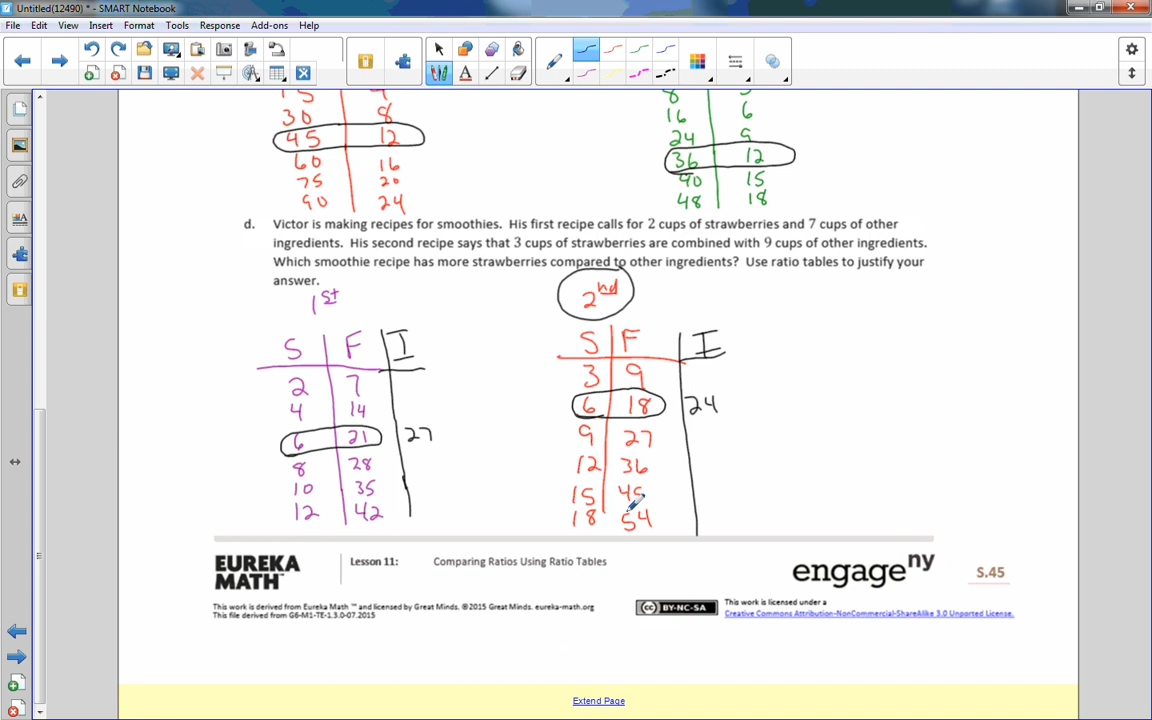 Untitled(12490) * - SMART Notebook
File Edit View Insert Format Tools Response Add-ons Help
30 8
45 12
60 16
75 20
90 24
8
16 6
24 9
36 12
40 15
48 18
d. Victor is making recipes for smoothies. His first recipe calls for 2 cups of strawberries and 7 cups of other
ingredients. His second recipe says that 3 cups of strawberries are combined with 9 cups of other ingredients.
Which smoothie recipe has more strawberries compared to other ingredients? Use ratio tables to justify your
answer.
1st
S F I
2 7
4 14
6 21 27
8 28
10 35
12 42
2nd
S F I
3 9
6 18 24
9 27
12 36
15 45
18 54
EUREKA MATH™
Lesson 11: Comparing Ratios Using Ratio Tables
engage ny
S.45
This work is derived from Eureka Math ™ and licensed by Great Minds. ©2015 Great Minds. eureka-math.org
This file derived from G6-M1-TE-1.3.0-07.2015
(cc) BY-NC-SA
This work is licensed under a
Creative Commons Attribution-NonCommercial-ShareAlike 3.0 Unported License.
Extend Page